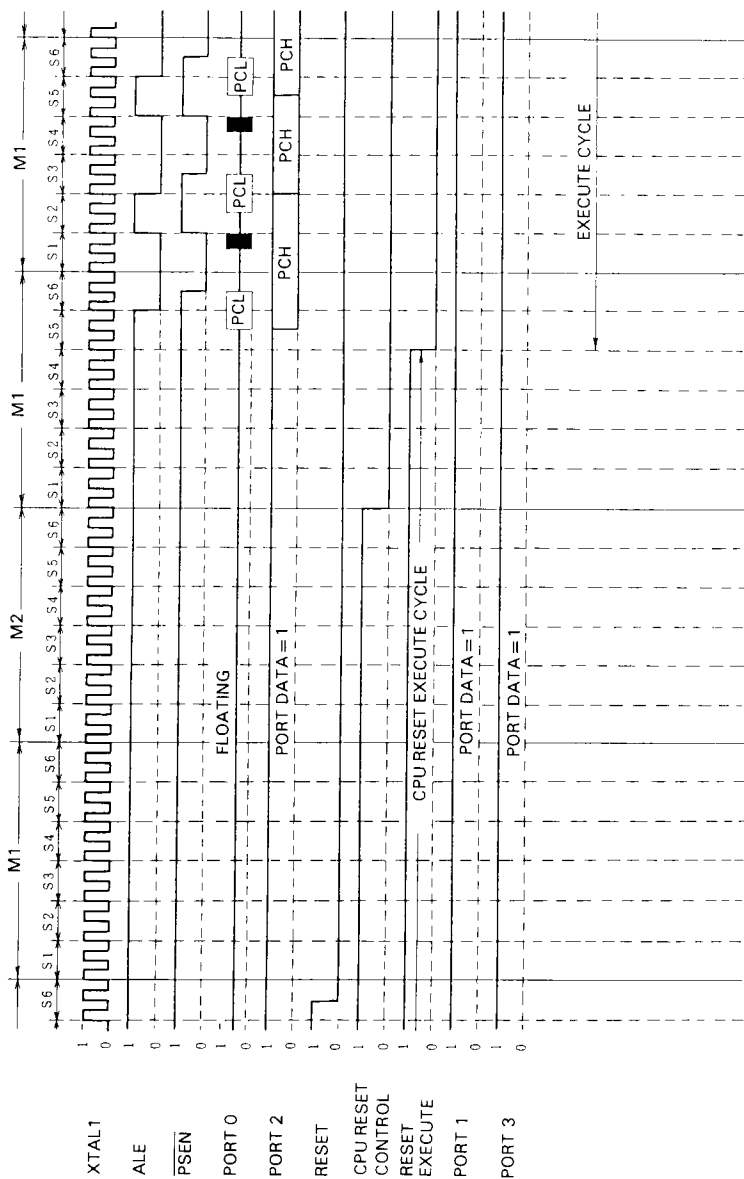 M1 M2 M1 M1
S6 S1 S2 S3 S4 S5 S6 S1 S2 S3 S4 S5 S6 S1 S2 S3 S4 S5 S6 S1 S2 S3 S4 S5 S6
XTAL1 1 0
ALE 1 0
PSEN 1 0
PORT 0 1 0 FLOATING PCL PCL PCL
PORT 2 1 0 PORT DATA = 1 PCH PCH PCH
RESET 1 0
CPU RESET
CONTROL 1 0
RESET
EXECUTE 1 0 CPU RESET EXECUTE CYCLE
PORT 1 1 0 PORT DATA = 1
PORT 3 1 0 PORT DATA = 1
EXECUTE CYCLE